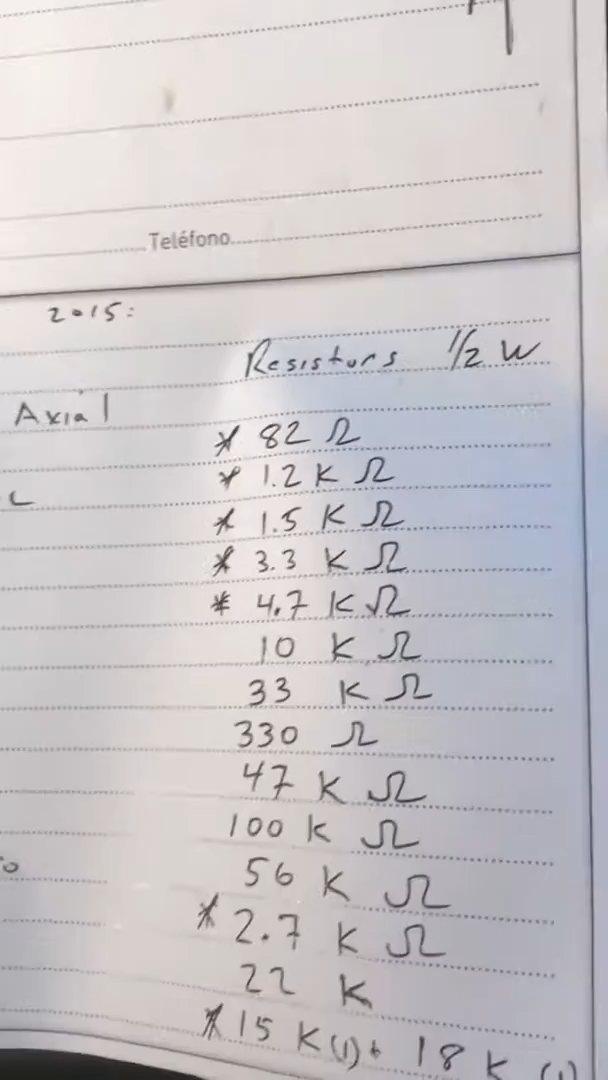 Teléfono
2015:
Resistors 1/2 W
Axial
* 82 Ω
* 1.2 K Ω
* 1.5 K Ω
* 3.3 K Ω
* 4.7 K Ω
10 K Ω
33 K Ω
330 Ω
47 K Ω
100 K Ω
56 K Ω
* 2.7 K Ω
22 K
* 15 K (1) 18 K